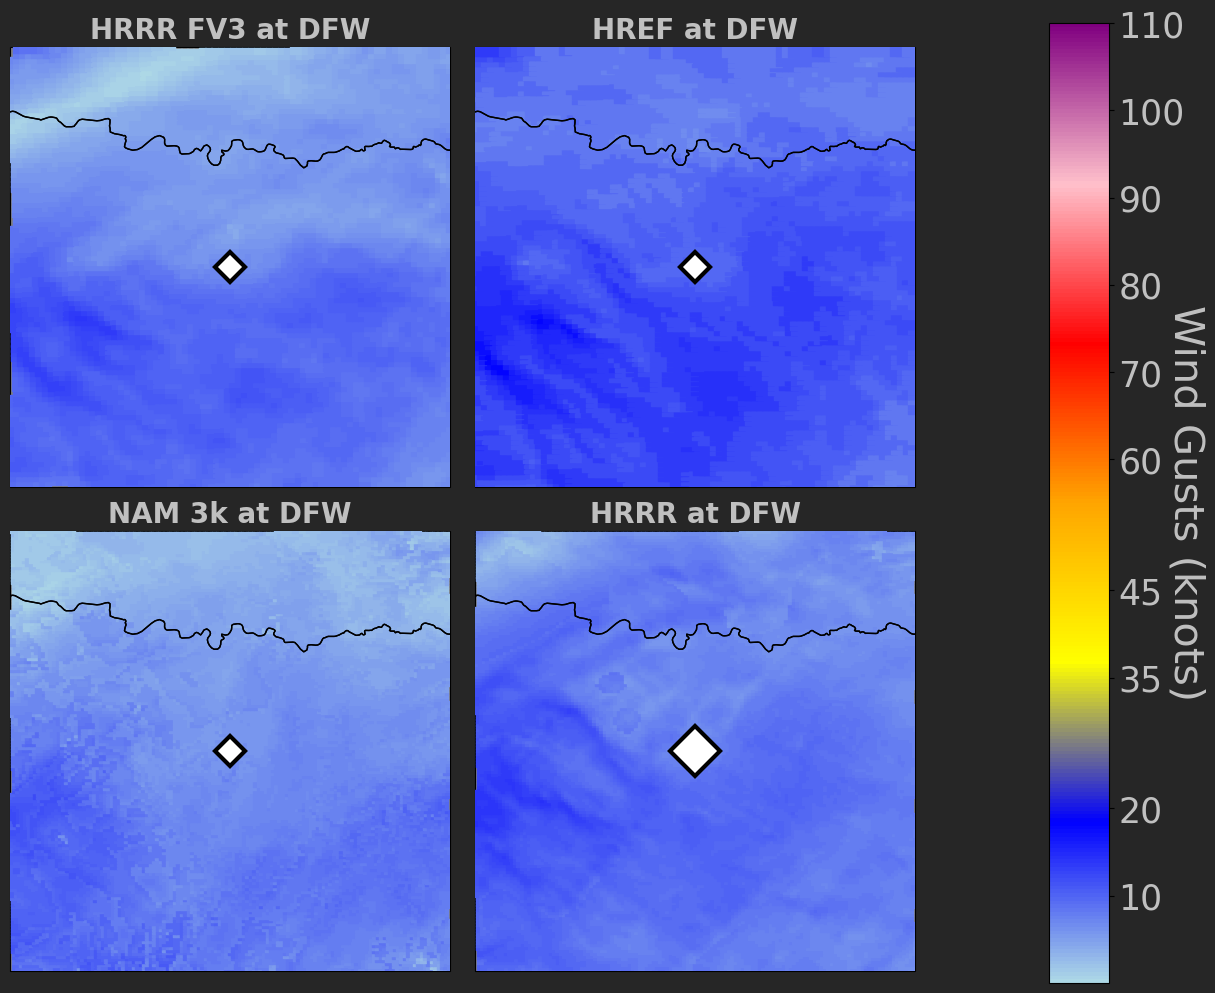 HRRR FV3 at DFW
HREF at DFW
NAM 3k at DFW
HRRR at DFW
110
100
90
80
70
60
45
35
20
10
Wind Gusts (knots)